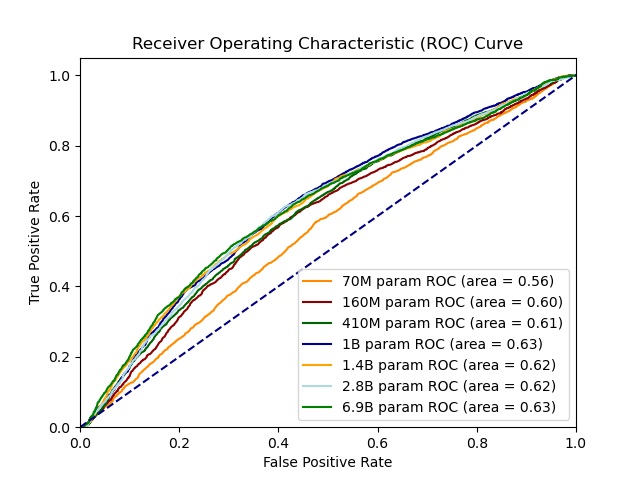 Receiver Operating Characteristic (ROC) Curve
1.0
0.8
0.6
0.4
0.2
0.0
True Positive Rate
70M param ROC (area = 0.56)
160M param ROC (area = 0.60)
410M param ROC (area = 0.61)
1B param ROC (area = 0.63)
1.4B param ROC (area = 0.62)
2.8B param ROC (area = 0.62)
6.9B param ROC (area = 0.63)
0.0 0.2 0.4 0.6 0.8 1.0
False Positive Rate